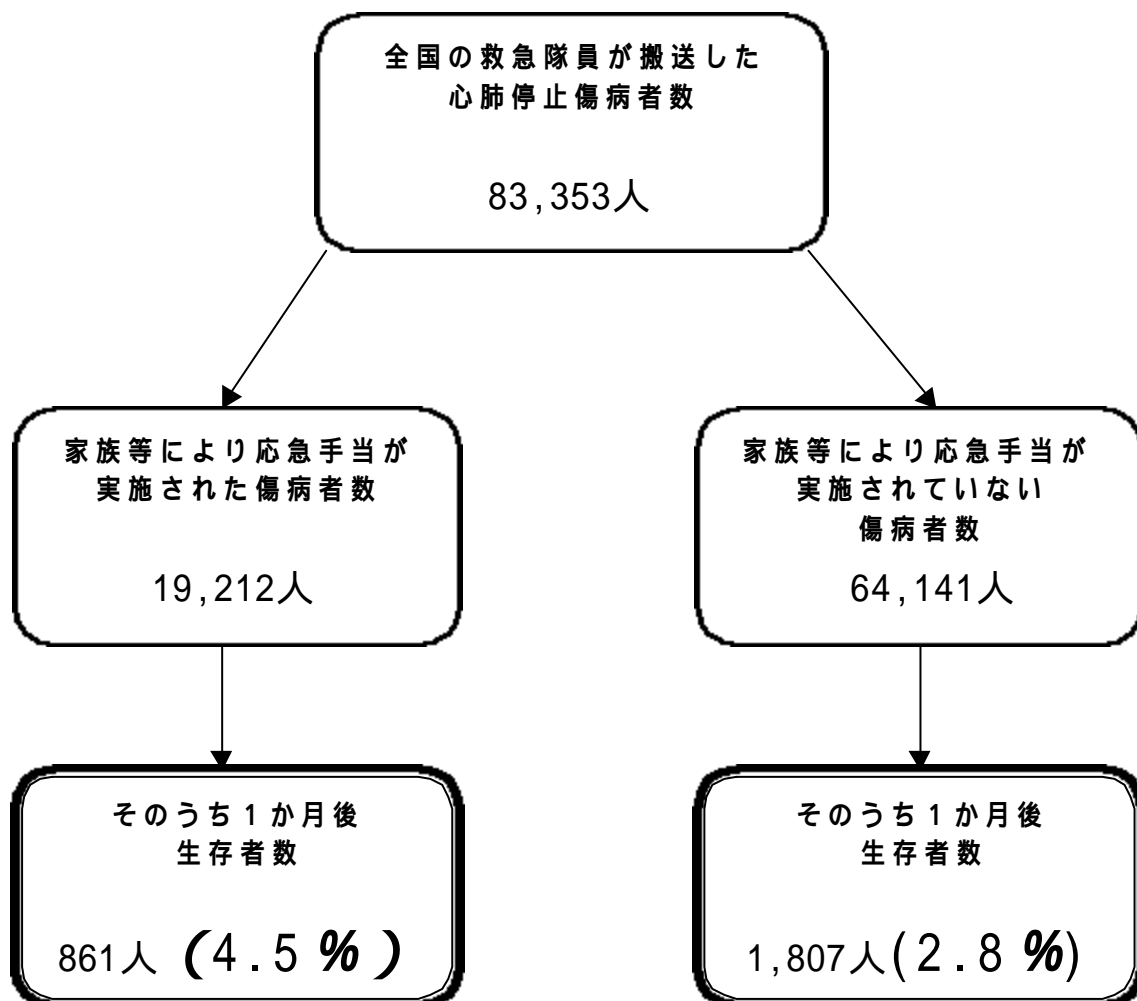 全国の救急隊員が搬送した
心肺停止傷病者数
83,353人
家族等により応急手当が
実施された傷病者数
19,212人
家族等により応急手当が
実施されていない
傷病者数
64,141人
そのうち1か月後
生存者数
861人 (4.5%)
そのうち1か月後
生存者数
1,807人(2.8%)